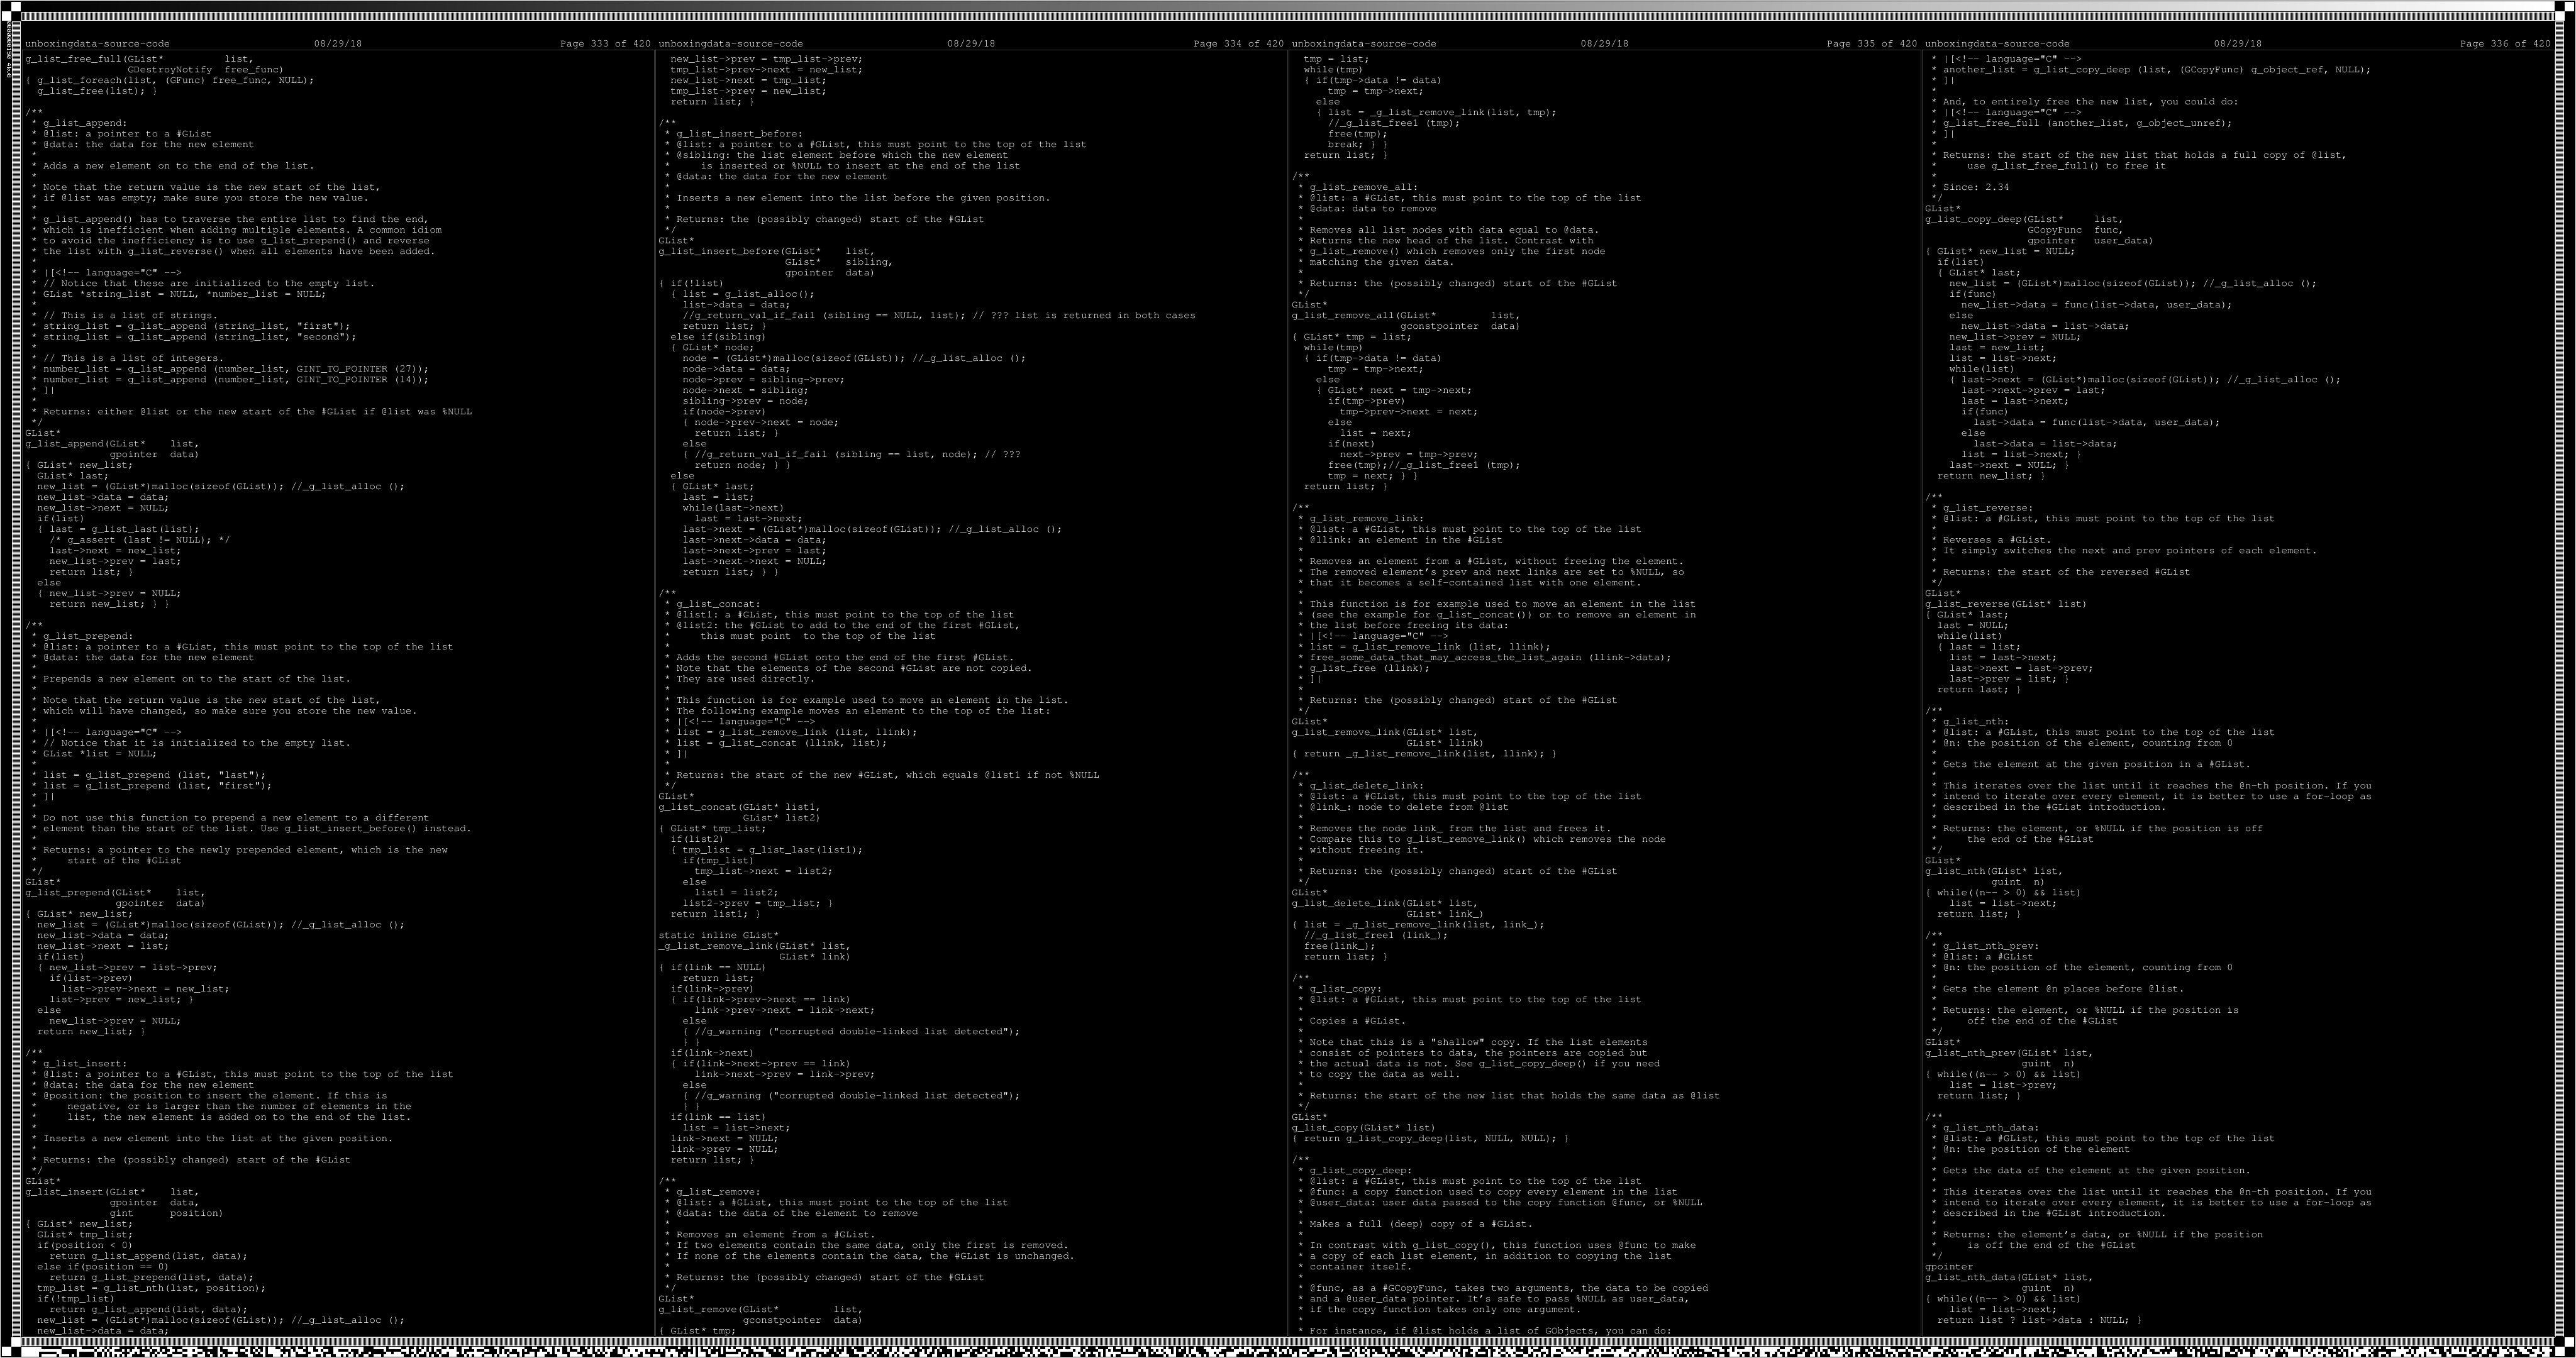 unboxingdata-source-code 08/29/18 Page 333 of 420
g_list_free_full(GList*          list,
                 GDestroyNotify  free_func)
{ g_list_foreach(list, (GFunc) free_func, NULL);
  g_list_free(list); }

/**
 * g_list_append:
 * @list: a pointer to a #GList
 * @data: the data for the new element
 *
 * Adds a new element on to the end of the list.
 *
 * Note that the return value is the new start of the list,
 * if @list was empty; make sure you store the new value.
 *
 * g_list_append() has to traverse the entire list to find the end,
 * which is inefficient when adding multiple elements. A common idiom
 * to avoid the inefficiency is to use g_list_prepend() and reverse
 * the list with g_list_reverse() when all elements have been added.
 *
 * |[<!-- language="C" -->
 * // Notice that these are initialized to the empty list.
 * GList *string_list = NULL, *number_list = NULL;
 *
 * // This is a list of strings.
 * string_list = g_list_append (string_list, "first");
 * string_list = g_list_append (string_list, "second");
 *
 * // This is a list of integers.
 * number_list = g_list_append (number_list, GINT_TO_POINTER (27));
 * number_list = g_list_append (number_list, GINT_TO_POINTER (14));
 * ]|
 *
 * Returns: either @list or the new start of the #GList if @list was %NULL
 */
GList*
g_list_append(GList*    list,
              gpointer  data)
{ GList* new_list;
  GList* last;
  new_list = (GList*)malloc(sizeof(GList)); //_g_list_alloc ();
  new_list->data = data;
  new_list->next = NULL;
  if(list)
  { last = g_list_last(list);
    /* g_assert (last != NULL); */
    last->next = new_list;
    new_list->prev = last;
    return list; }
  else
  { new_list->prev = NULL;
    return new_list; } }

/**
 * g_list_prepend:
 * @list: a pointer to a #GList, this must point to the top of the list
 * @data: the data for the new element
 *
 * Prepends a new element on to the start of the list.
 *
 * Note that the return value is the new start of the list,
 * which will have changed, so make sure you store the new value.
 *
 * |[<!-- language="C" -->
 * // Notice that it is initialized to the empty list.
 * GList *list = NULL;
 *
 * list = g_list_prepend (list, "last");
 * list = g_list_prepend (list, "first");
 * ]|
 *
 * Do not use this function to prepend a new element to a different
 * element than the start of the list. Use g_list_insert_before() instead.
 *
 * Returns: a pointer to the newly prepended element, which is the new
 *     start of the #GList
 */
GList*
g_list_prepend(GList*    list,
               gpointer  data)
{ GList* new_list;
  new_list = (GList*)malloc(sizeof(GList)); //_g_list_alloc ();
  new_list->data = data;
  new_list->next = list;
  if(list)
  { new_list->prev = list->prev;
    if(list->prev)
      list->prev->next = new_list;
    list->prev = new_list; }
  else
    new_list->prev = NULL;
  return new_list; }

/**
 * g_list_insert:
 * @list: a pointer to a #GList, this must point to the top of the list
 * @data: the data for the new element
 * @position: the position to insert the element. If this is
 *     negative, or is larger than the number of elements in the
 *     list, the new element is added on to the end of the list.
 *
 * Inserts a new element into the list at the given position.
 *
 * Returns: the (possibly changed) start of the #GList
 */
GList*
g_list_insert(GList*    list,
              gpointer  data,
              gint      position)
{ GList* new_list;
  GList* tmp_list;
  if(position < 0)
    return g_list_append(list, data);
  else if(position == 0)
    return g_list_prepend(list, data);
  tmp_list = g_list_nth(list, position);
  if(!tmp_list)
    return g_list_append(list, data);
  new_list = (GList*)malloc(sizeof(GList)); //_g_list_alloc ();
  new_list->data = data;
unboxingdata-source-code 08/29/18 Page 334 of 420
  new_list->prev = tmp_list->prev;
  tmp_list->prev->next = new_list;
  new_list->next = tmp_list;
  tmp_list->prev = new_list;
  return list; }

/**
 * g_list_insert_before:
 * @list: a pointer to a #GList, this must point to the top of the list
 * @sibling: the list element before which the new element
 *     is inserted or %NULL to insert at the end of the list
 * @data: the data for the new element
 *
 * Inserts a new element into the list before the given position.
 *
 * Returns: the (possibly changed) start of the #GList
 */
GList*
g_list_insert_before(GList*    list,
                     GList*    sibling,
                     gpointer  data)
{ if(!list)
  { list = g_list_alloc();
    list->data = data;
    //g_return_val_if_fail (sibling == NULL, list); // ??? list is returned in both cases
    return list; }
  else if(sibling)
  { GList* node;
    node = (GList*)malloc(sizeof(GList)); //_g_list_alloc ();
    node->data = data;
    node->prev = sibling->prev;
    node->next = sibling;
    sibling->prev = node;
    if(node->prev)
    { node->prev->next = node;
      return list; }
    else
    { //g_return_val_if_fail (sibling == list, node); // ???
      return node; } }
  else
  { GList* last;
    last = list;
    while(last->next)
      last = last->next;
    last->next = (GList*)malloc(sizeof(GList)); //_g_list_alloc ();
    last->next->data = data;
    last->next->prev = last;
    last->next->next = NULL;
    return list; } }

/**
 * g_list_concat:
 * @list1: a #GList, this must point to the top of the list
 * @list2: the #GList to add to the end of the first #GList,
 *     this must point  to the top of the list
 *
 * Adds the second #GList onto the end of the first #GList.
 * Note that the elements of the second #GList are not copied.
 * They are used directly.
 *
 * This function is for example used to move an element in the list.
 * The following example moves an element to the top of the list:
 * |[<!-- language="C" -->
 * list = g_list_remove_link (list, llink);
 * list = g_list_concat (llink, list);
 * ]|
 *
 * Returns: the start of the new #GList, which equals @list1 if not %NULL
 */
GList*
g_list_concat(GList* list1,
              GList* list2)
{ GList* tmp_list;
  if(list2)
  { tmp_list = g_list_last(list1);
    if(tmp_list)
      tmp_list->next = list2;
    else
      list1 = list2;
    list2->prev = tmp_list; }
  return list1; }

static inline GList*
_g_list_remove_link(GList* list,
                    GList* link)
{ if(link == NULL)
    return list;
  if(link->prev)
  { if(link->prev->next == link)
      link->prev->next = link->next;
    else
    { //g_warning ("corrupted double-linked list detected");
    } }
  if(link->next)
  { if(link->next->prev == link)
      link->next->prev = link->prev;
    else
    { //g_warning ("corrupted double-linked list detected");
    } }
  if(link == list)
    list = list->next;
  link->next = NULL;
  link->prev = NULL;
  return list; }

/**
 * g_list_remove:
 * @list: a #GList, this must point to the top of the list
 * @data: the data of the element to remove
 *
 * Removes an element from a #GList.
 * If two elements contain the same data, only the first is removed.
 * If none of the elements contain the data, the #GList is unchanged.
 *
 * Returns: the (possibly changed) start of the #GList
 */
GList*
g_list_remove(GList*         list,
              gconstpointer  data)
{ GList* tmp;
unboxingdata-source-code 08/29/18 Page 335 of 420
  tmp = list;
  while(tmp)
  { if(tmp->data != data)
      tmp = tmp->next;
    else
    { list = _g_list_remove_link(list, tmp);
      //_g_list_free1 (tmp);
      free(tmp);
      break; } }
  return list; }

/**
 * g_list_remove_all:
 * @list: a #GList, this must point to the top of the list
 * @data: data to remove
 *
 * Removes all list nodes with data equal to @data.
 * Returns the new head of the list. Contrast with
 * g_list_remove() which removes only the first node
 * matching the given data.
 *
 * Returns: the (possibly changed) start of the #GList
 */
GList*
g_list_remove_all(GList*         list,
                  gconstpointer  data)
{ GList* tmp = list;
  while(tmp)
  { if(tmp->data != data)
      tmp = tmp->next;
    else
    { GList* next = tmp->next;
      if(tmp->prev)
        tmp->prev->next = next;
      else
        list = next;
      if(next)
        next->prev = tmp->prev;
      free(tmp);//_g_list_free1 (tmp);
      tmp = next; } }
  return list; }

/**
 * g_list_remove_link:
 * @list: a #GList, this must point to the top of the list
 * @llink: an element in the #GList
 *
 * Removes an element from a #GList, without freeing the element.
 * The removed element's prev and next links are set to %NULL, so
 * that it becomes a self-contained list with one element.
 *
 * This function is for example used to move an element in the list
 * (see the example for g_list_concat()) or to remove an element in
 * the list before freeing its data:
 * |[<!-- language="C" -->
 * list = g_list_remove_link (list, llink);
 * free_some_data_that_may_access_the_list_again (llink->data);
 * g_list_free (llink);
 * ]|
 *
 * Returns: the (possibly changed) start of the #GList
 */
GList*
g_list_remove_link(GList* list,
                   GList* llink)
{ return _g_list_remove_link(list, llink); }

/**
 * g_list_delete_link:
 * @list: a #GList, this must point to the top of the list
 * @link_: node to delete from @list
 *
 * Removes the node link_ from the list and frees it.
 * Compare this to g_list_remove_link() which removes the node
 * without freeing it.
 *
 * Returns: the (possibly changed) start of the #GList
 */
GList*
g_list_delete_link(GList* list,
                   GList* link_)
{ list = _g_list_remove_link(list, link_);
  //_g_list_free1 (link_);
  free(link_);
  return list; }

/**
 * g_list_copy:
 * @list: a #GList, this must point to the top of the list
 *
 * Copies a #GList.
 *
 * Note that this is a "shallow" copy. If the list elements
 * consist of pointers to data, the pointers are copied but
 * the actual data is not. See g_list_copy_deep() if you need
 * to copy the data as well.
 *
 * Returns: the start of the new list that holds the same data as @list
 */
GList*
g_list_copy(GList* list)
{ return g_list_copy_deep(list, NULL, NULL); }

/**
 * g_list_copy_deep:
 * @list: a #GList, this must point to the top of the list
 * @func: a copy function used to copy every element in the list
 * @user_data: user data passed to the copy function @func, or %NULL
 *
 * Makes a full (deep) copy of a #GList.
 *
 * In contrast with g_list_copy(), this function uses @func to make
 * a copy of each list element, in addition to copying the list
 * container itself.
 *
 * @func, as a #GCopyFunc, takes two arguments, the data to be copied
 * and a @user_data pointer. It's safe to pass %NULL as user_data,
 * if the copy function takes only one argument.
 *
 * For instance, if @list holds a list of GObjects, you can do:
unboxingdata-source-code 08/29/18 Page 336 of 420
 * |[<!-- language="C" -->
 * another_list = g_list_copy_deep (list, (GCopyFunc) g_object_ref, NULL);
 * ]|
 *
 * And, to entirely free the new list, you could do:
 * |[<!-- language="C" -->
 * g_list_free_full (another_list, g_object_unref);
 * ]|
 *
 * Returns: the start of the new list that holds a full copy of @list,
 *     use g_list_free_full() to free it
 *
 * Since: 2.34
 */
GList*
g_list_copy_deep(GList*     list,
                 GCopyFunc  func,
                 gpointer   user_data)
{ GList* new_list = NULL;
  if(list)
  { GList* last;
    new_list = (GList*)malloc(sizeof(GList)); //_g_list_alloc ();
    if(func)
      new_list->data = func(list->data, user_data);
    else
      new_list->data = list->data;
    new_list->prev = NULL;
    last = new_list;
    list = list->next;
    while(list)
    { last->next = (GList*)malloc(sizeof(GList)); //_g_list_alloc ();
      last->next->prev = last;
      last = last->next;
      if(func)
        last->data = func(list->data, user_data);
      else
        last->data = list->data;
      list = list->next; }
    last->next = NULL; }
  return new_list; }

/**
 * g_list_reverse:
 * @list: a #GList, this must point to the top of the list
 *
 * Reverses a #GList.
 * It simply switches the next and prev pointers of each element.
 *
 * Returns: the start of the reversed #GList
 */
GList*
g_list_reverse(GList* list)
{ GList* last;
  last = NULL;
  while(list)
  { last = list;
    list = last->next;
    last->next = last->prev;
    last->prev = list; }
  return last; }

/**
 * g_list_nth:
 * @list: a #GList, this must point to the top of the list
 * @n: the position of the element, counting from 0
 *
 * Gets the element at the given position in a #GList.
 *
 * This iterates over the list until it reaches the @n-th position. If you
 * intend to iterate over every element, it is better to use a for-loop as
 * described in the #GList introduction.
 *
 * Returns: the element, or %NULL if the position is off
 *     the end of the #GList
 */
GList*
g_list_nth(GList* list,
           guint  n)
{ while((n-- > 0) && list)
    list = list->next;
  return list; }

/**
 * g_list_nth_prev:
 * @list: a #GList
 * @n: the position of the element, counting from 0
 *
 * Gets the element @n places before @list.
 *
 * Returns: the element, or %NULL if the position is
 *     off the end of the #GList
 */
GList*
g_list_nth_prev(GList* list,
                guint  n)
{ while((n-- > 0) && list)
    list = list->prev;
  return list; }

/**
 * g_list_nth_data:
 * @list: a #GList, this must point to the top of the list
 * @n: the position of the element
 *
 * Gets the data of the element at the given position.
 *
 * This iterates over the list until it reaches the @n-th position. If you
 * intend to iterate over every element, it is better to use a for-loop as
 * described in the #GList introduction.
 *
 * Returns: the element's data, or %NULL if the position
 *     is off the end of the #GList
 */
gpointer
g_list_nth_data(GList* list,
                guint  n)
{ while((n-- > 0) && list)
    list = list->next;
  return list ? list->data : NULL; }